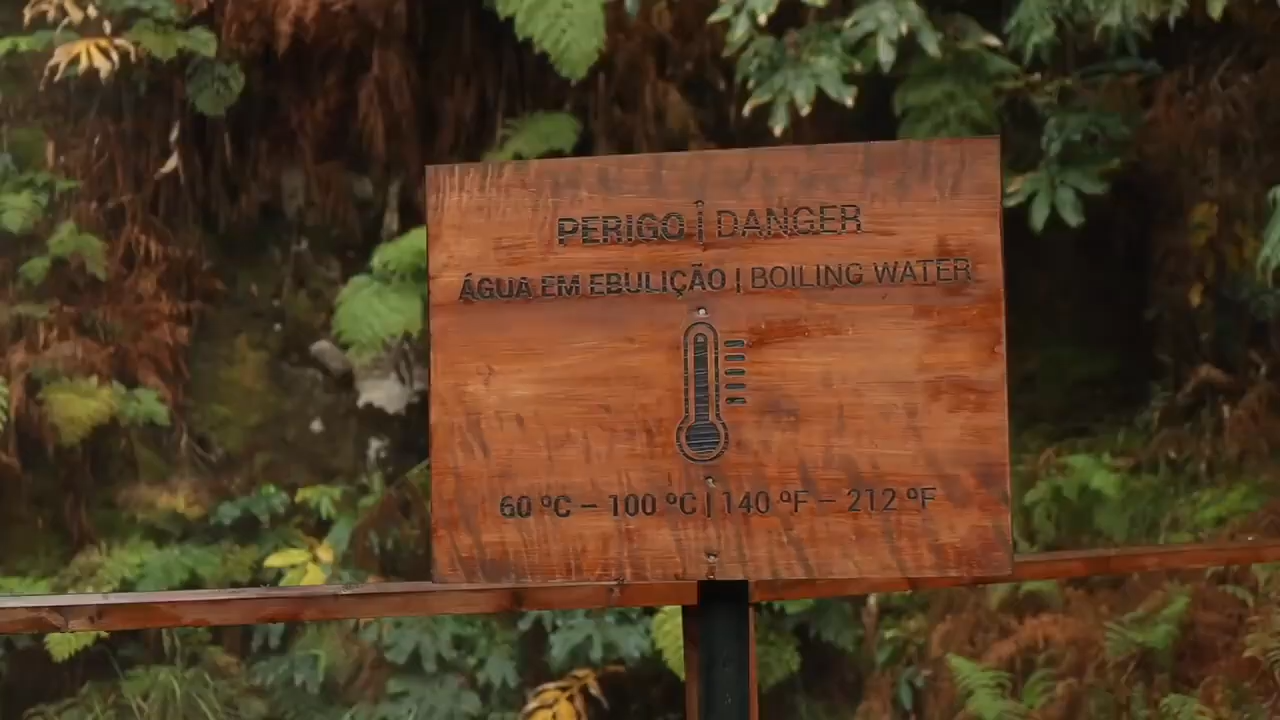 PERIGO | DANGER
ÁGUA EM EBULIÇÃO | BOILING WATER
60 ºC – 100 ºC | 140 ºF – 212 ºF